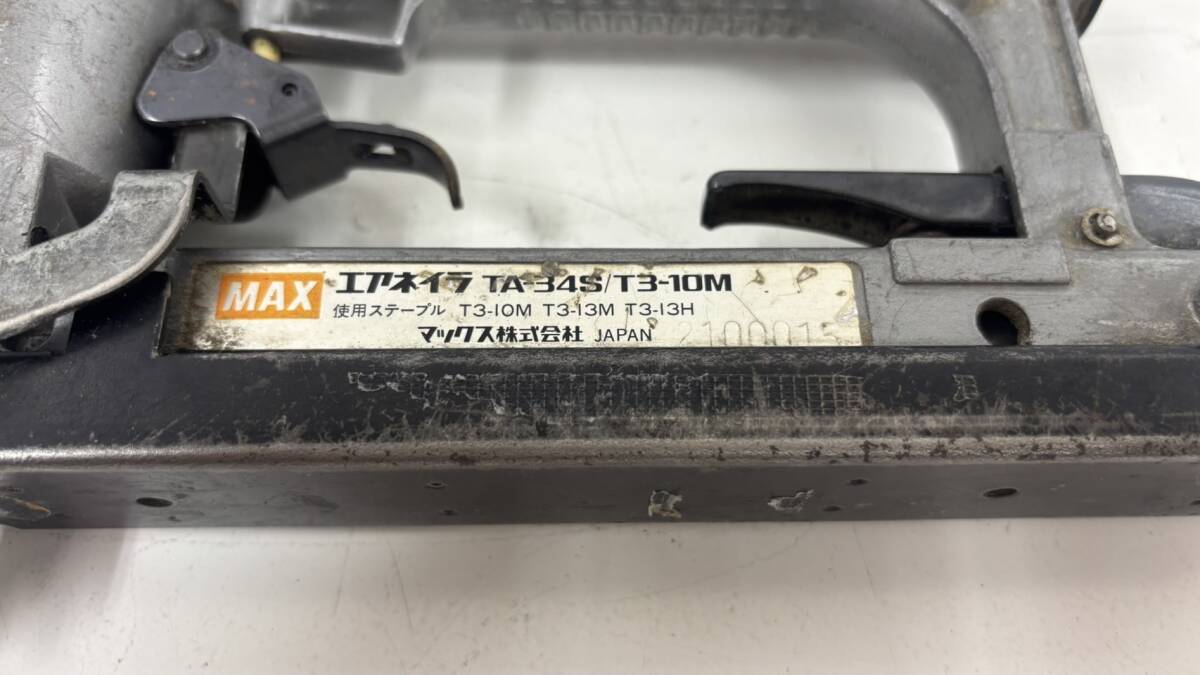 MAX エアネイラ TA-34S/T3-10M
使用ステープル T3-10M T3-13M T3-13H
マックス株式会社 JAPAN 2100015